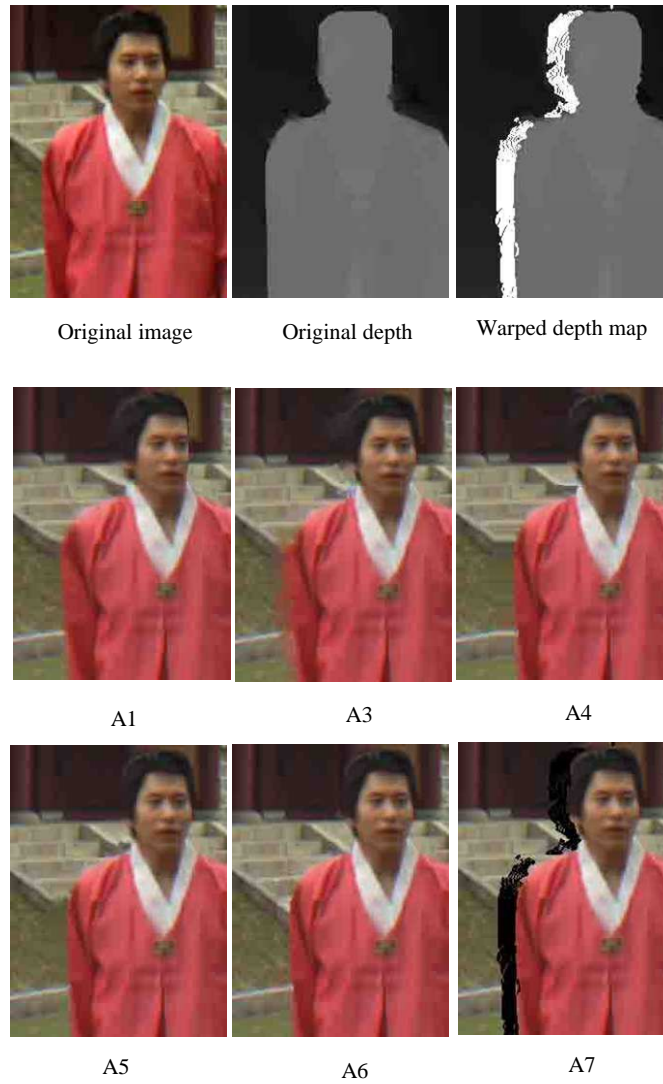 Original image
Original depth
Warped depth map
A1
A3
A4
A5
A6
A7